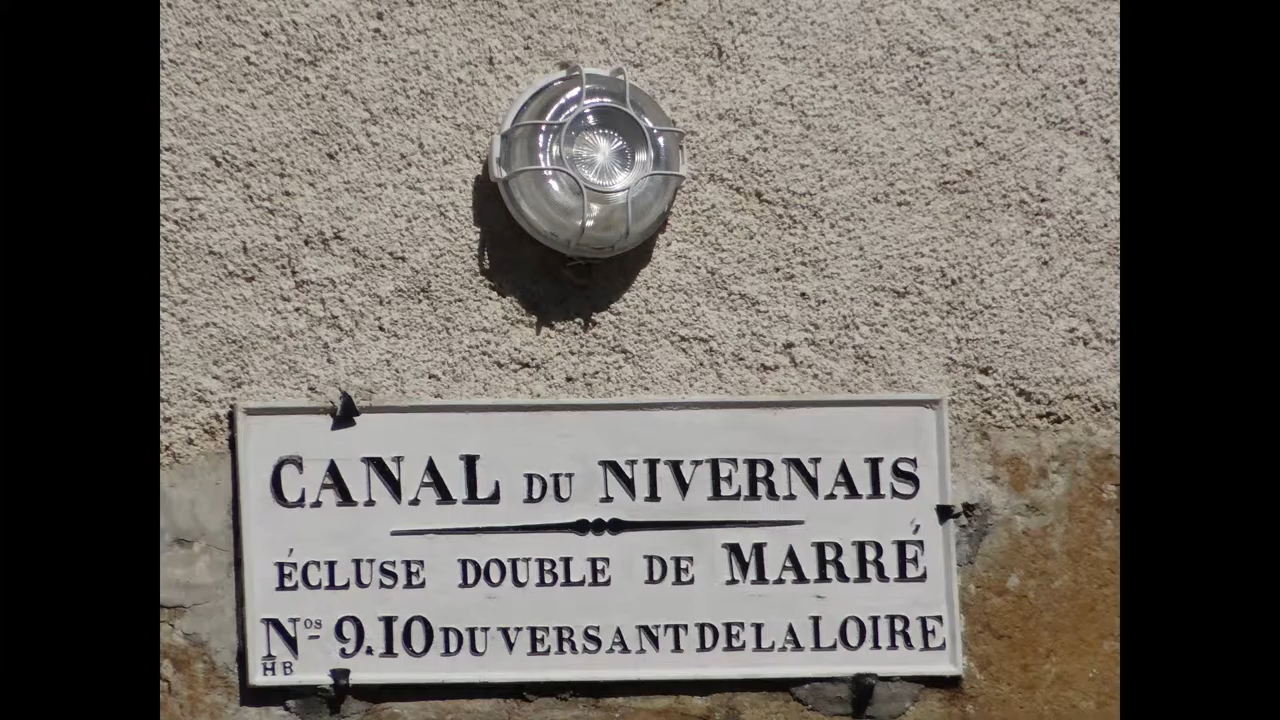 CANAL DU NIVERNAIS
ÉCLUSE DOUBLE DE MARRÉ
Nos 9.10 DU VERSANT DE LA LOIRE
HB